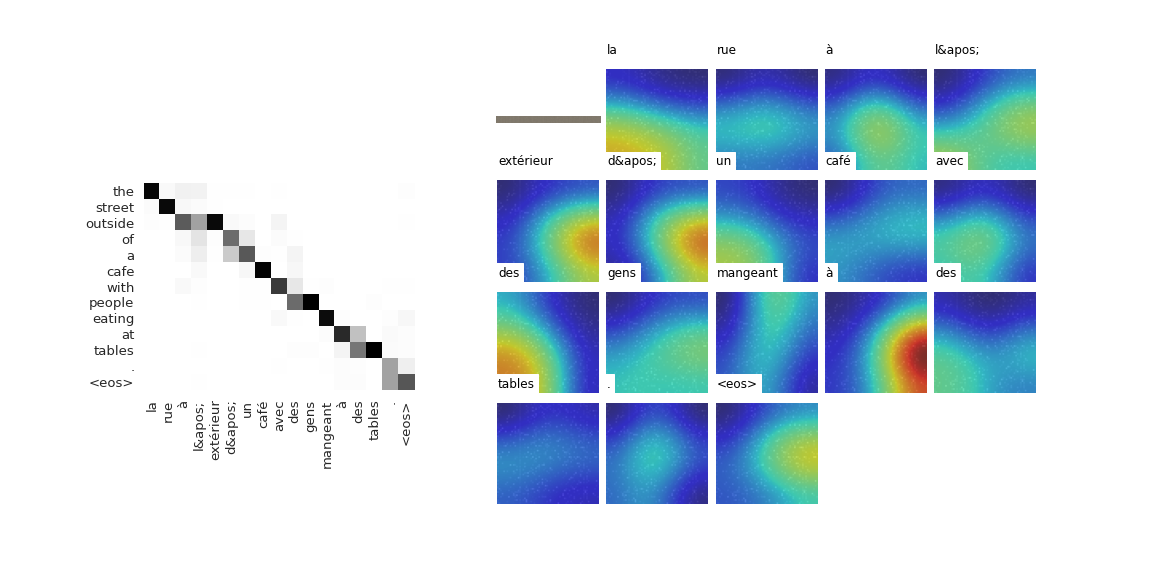 la rue à l&apos;
extérieur d&apos; un café avec
des gens mangeant à des
tables . <eos>
the
street
outside
of
a
cafe
with
people
eating
at
tables
.
<eos>
la
rue
à
l&apos;
extérieur
d&apos;
un
café
avec
des
gens
mangeant
à
des
tables
.
<eos>